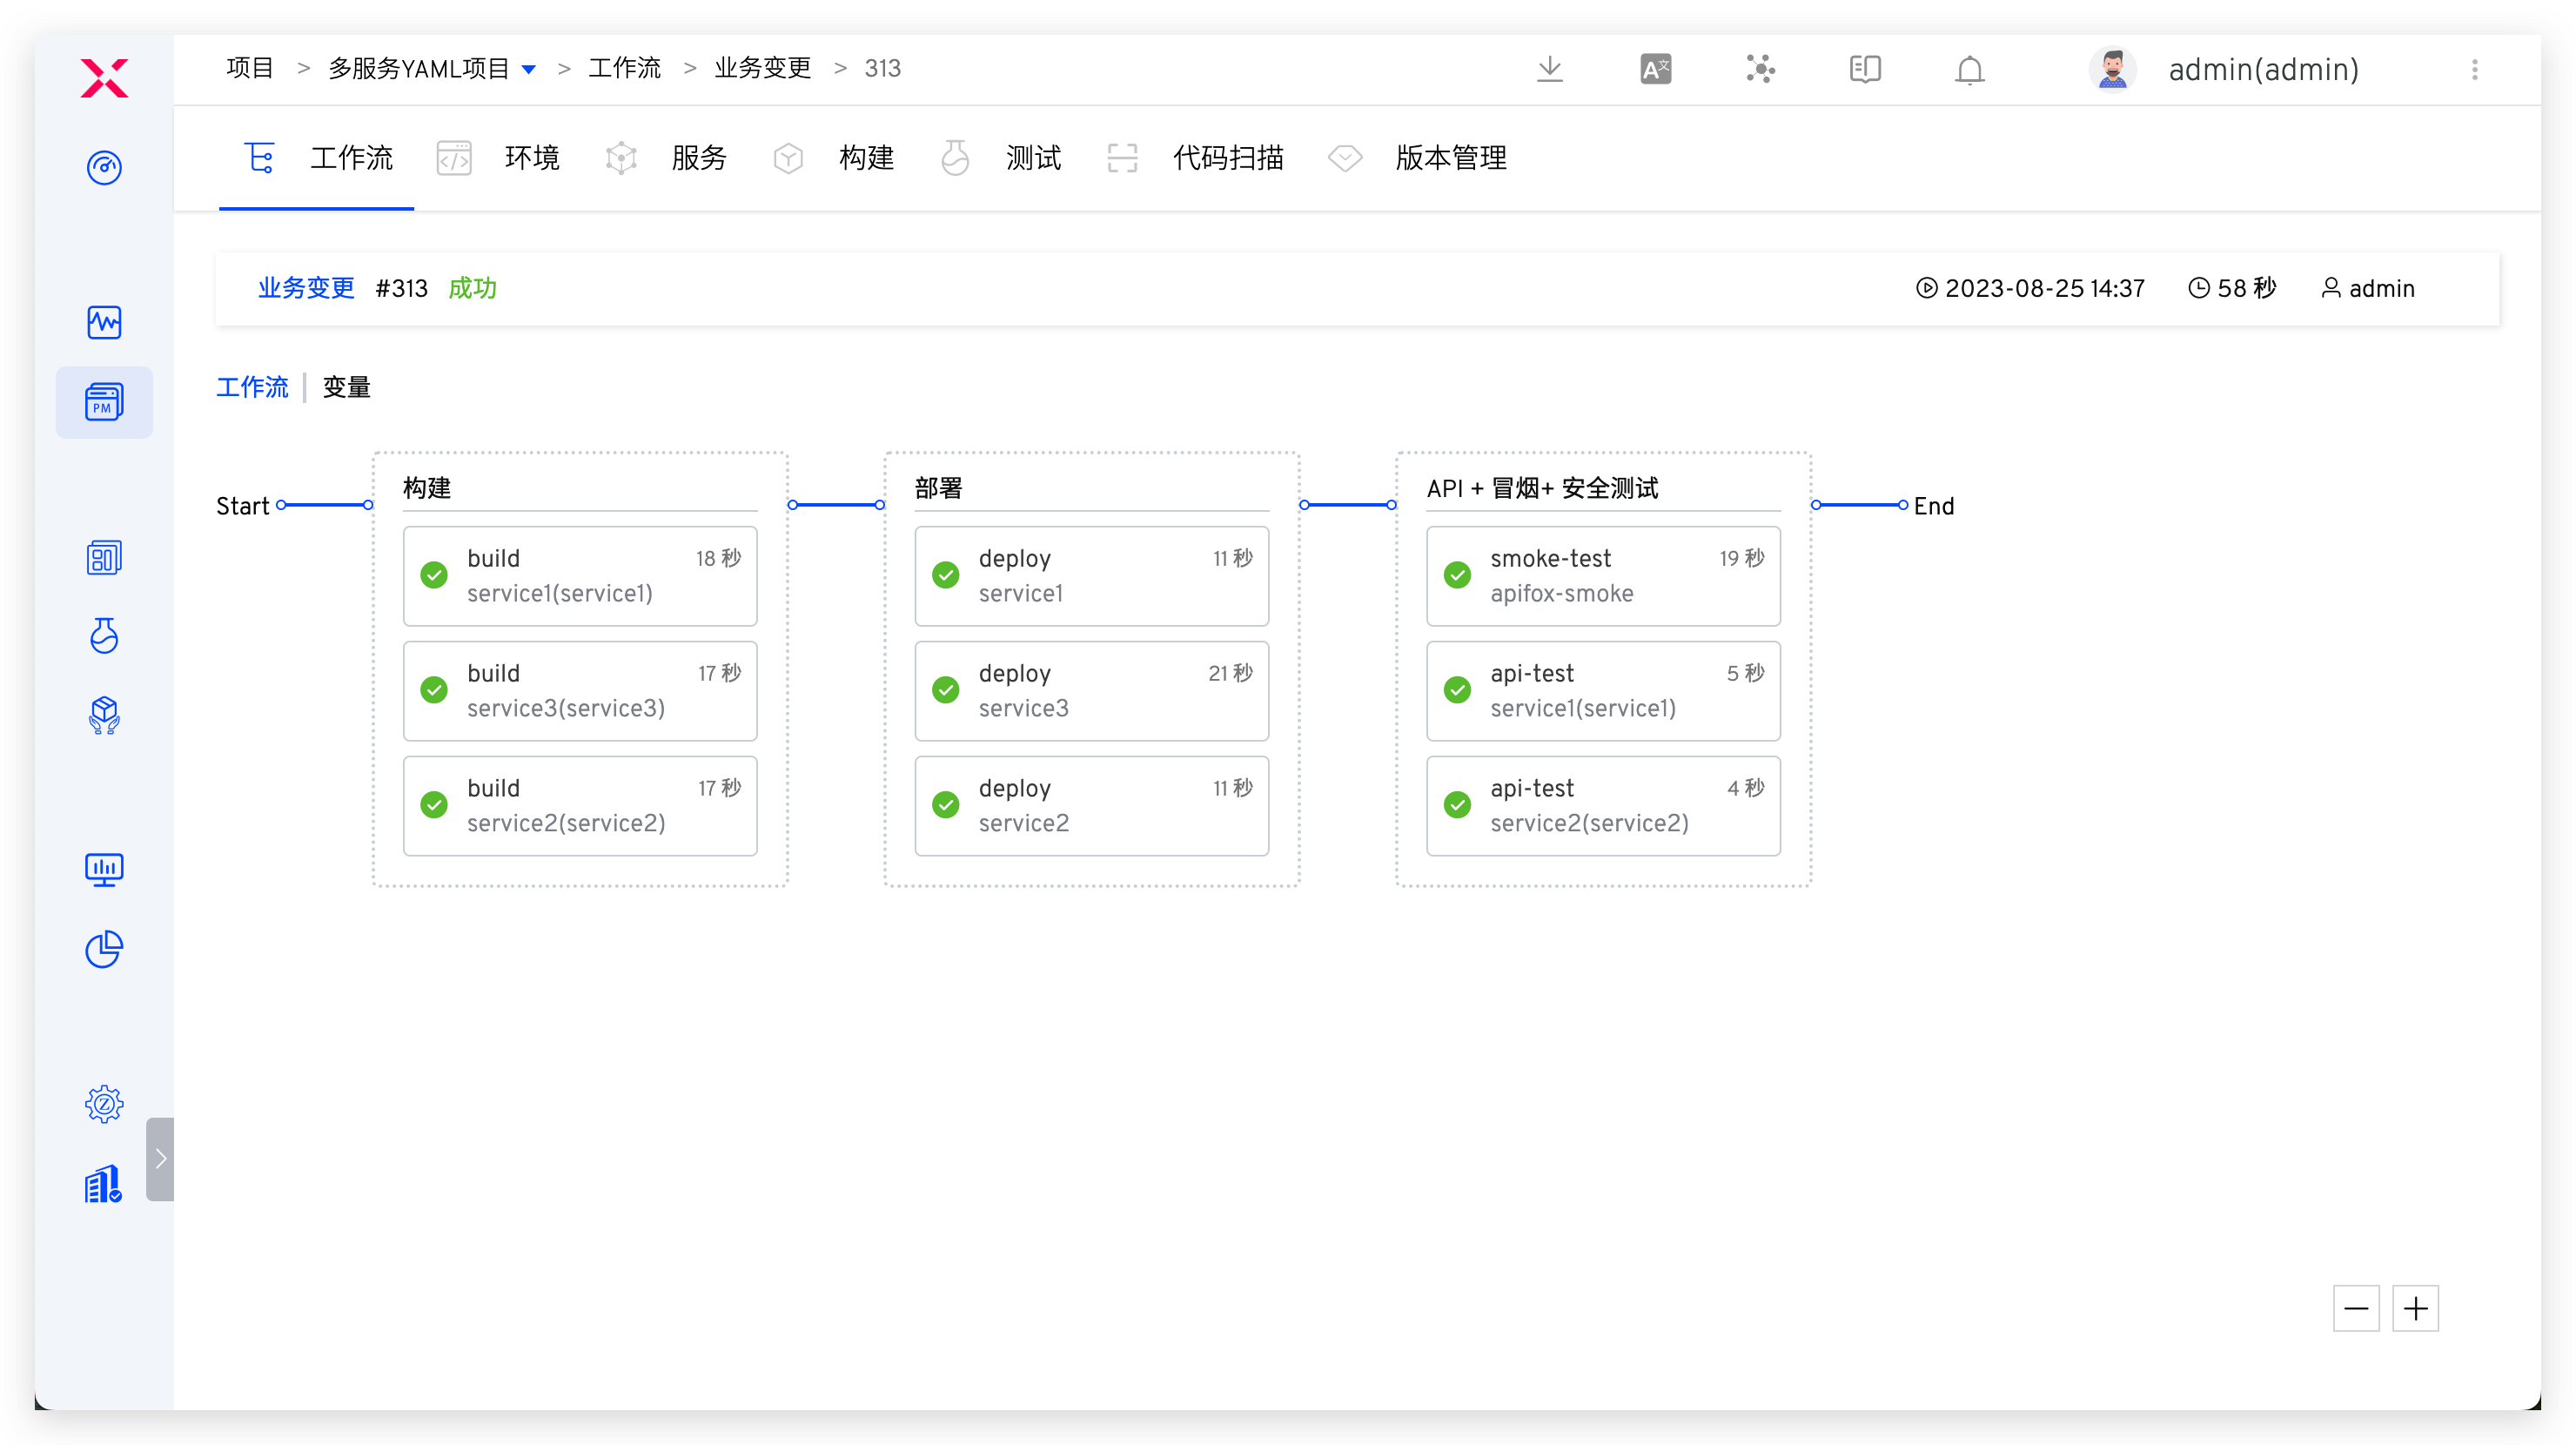 项目 > 多服务YAML项目 > 工作流 > 业务变更 > 313
admin(admin)
工作流 环境 服务 构建 测试 代码扫描 版本管理
业务变更 #313 成功
2023-08-25 14:37 58 秒 admin
工作流 变量
Start
构建
build 18 秒
service1(service1)
build 17 秒
service3(service3)
build 17 秒
service2(service2)
部署
deploy 11 秒
service1
deploy 21 秒
service3
deploy 11 秒
service2
API + 冒烟+ 安全测试
smoke-test 19 秒
apifox-smoke
api-test 5 秒
service1(service1)
api-test 4 秒
service2(service2)
End
PM